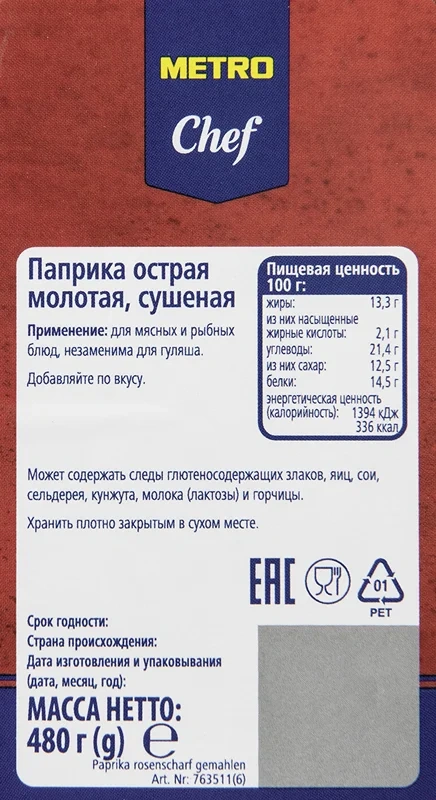 METRO
Chef
Паприка острая
молотая, сушеная
Применение: для мясных и рыбных
блюд, незаменима для гуляша.
Добавляйте по вкусу.
Пищевая ценность
100 г:
жиры: 13,3 г
из них насыщенные
жирные кислоты: 2,1 г
углеводы: 21,4 г
из них сахар: 12,5 г
белки: 14,5 г
энергетическая ценность
(калорийность): 1394 кДж
336 ккал
Может содержать следы глютеносодержащих злаков, яиц, сои,
сельдерея, кунжута, молока (лактозы) и горчицы.
Хранить плотно закрытым в сухом месте.
EAC
01
PET
Срок годности:
Страна происхождения:
Дата изготовления и упаковывания
(дата, месяц, год):
МАССА НЕТТО:
480 г (g) ℮
Paprika rosenscharf gemahlen
Art. Nr: 763511(6)